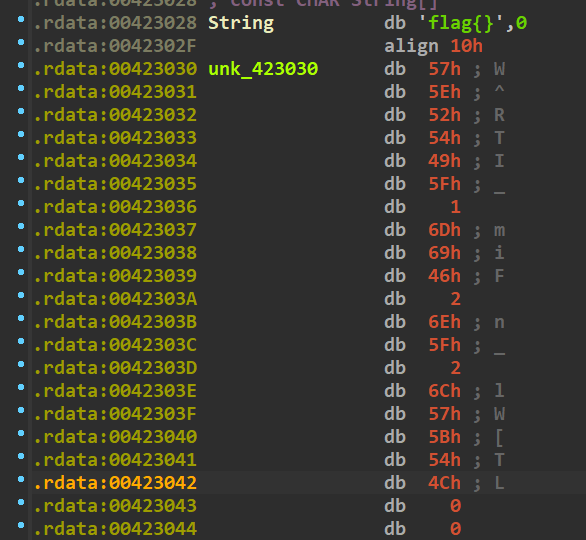 .rdata:00423028 ; const CHAR String[]
.rdata:00423028 String db 'flag{}',0
.rdata:0042302F align 10h
.rdata:00423030 unk_423030 db 57h ; W
.rdata:00423031 db 5Eh ; ^
.rdata:00423032 db 52h ; R
.rdata:00423033 db 54h ; T
.rdata:00423034 db 49h ; I
.rdata:00423035 db 5Fh ; _
.rdata:00423036 db 1
.rdata:00423037 db 6Dh ; m
.rdata:00423038 db 69h ; i
.rdata:00423039 db 46h ; F
.rdata:0042303A db 2
.rdata:0042303B db 6Eh ; n
.rdata:0042303C db 5Fh ; _
.rdata:0042303D db 2
.rdata:0042303E db 6Ch ; l
.rdata:0042303F db 57h ; W
.rdata:00423040 db 5Bh ; [
.rdata:00423041 db 54h ; T
.rdata:00423042 db 4Ch ; L
.rdata:00423043 db 0
.rdata:00423044 db 0